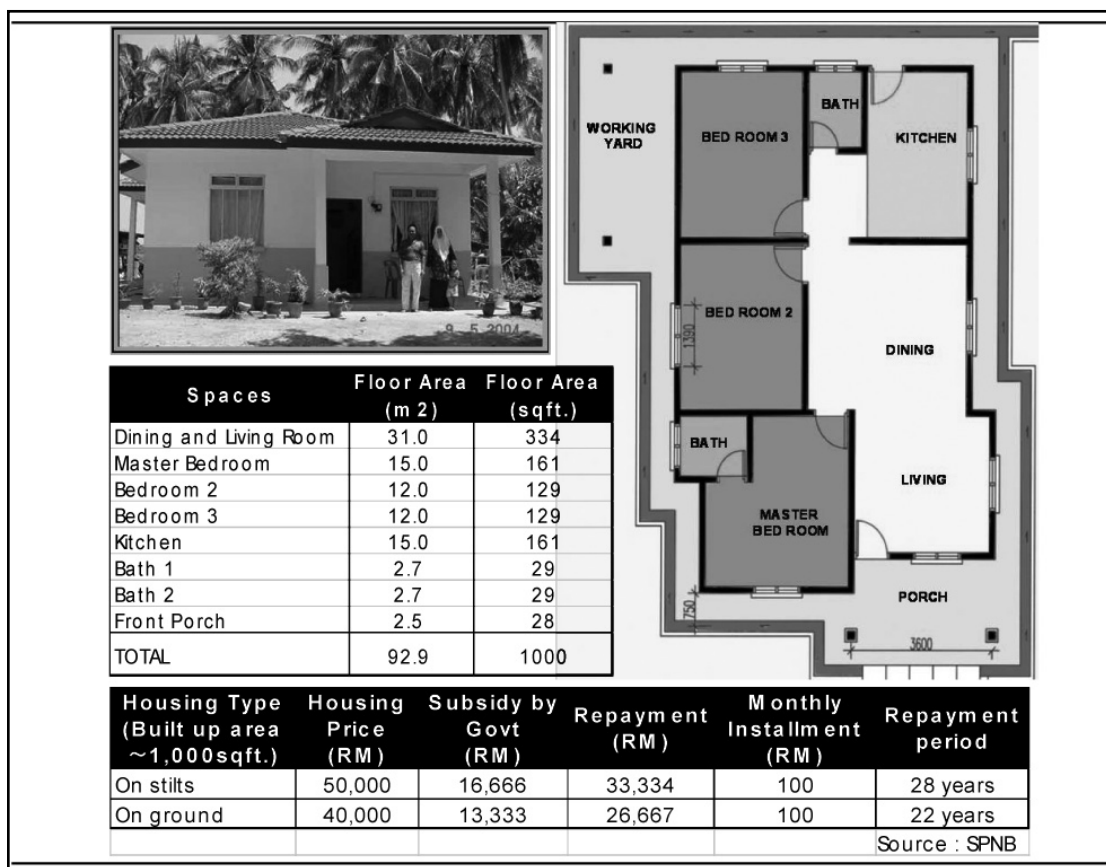 WORKING
YARD
BED ROOM 3
BATH
KITCHEN
BED ROOM 2
1390
DINING
BATH
LIVING
MASTER
BED ROOM
PORCH
750
3600
9. 5. 2004
Spaces Floor Area (m 2) Floor Area (sqft.)
Dining and Living Room 31.0 334
Master Bedroom 15.0 161
Bedroom 2 12.0 129
Bedroom 3 12.0 129
Kitchen 15.0 161
Bath 1 2.7 29
Bath 2 2.7 29
Front Porch 2.5 28
TOTAL 92.9 1000
Housing Type (Built up area ~1,000sqft.) Housing Price (RM) Subsidy by Govt (RM) Repayment (RM) Monthly Installment (RM) Repayment period
On stilts 50,000 16,666 33,334 100 28 years
On ground 40,000 13,333 26,667 100 22 years
Source : SPNB